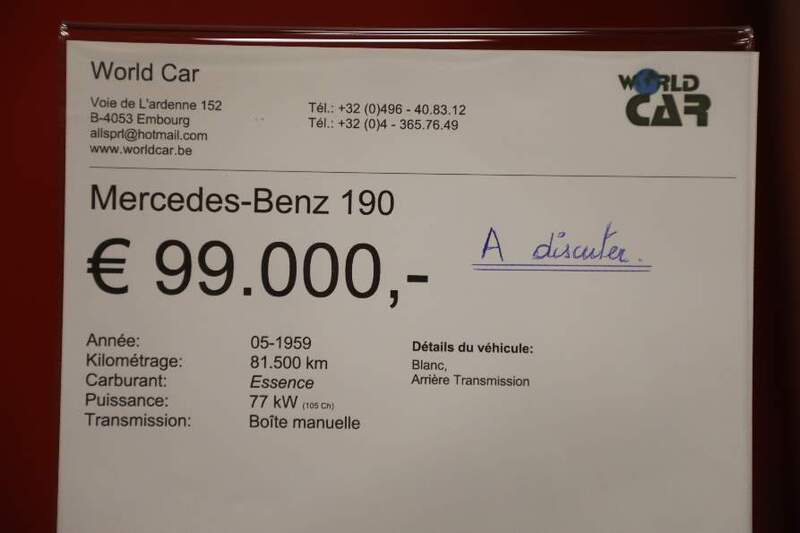 World Car
Voie de L'ardenne 152
B-4053 Embourg
allsprl@hotmail.com
www.worldcar.be
Tél.: +32 (0)496 - 40.83.12
Tél.: +32 (0)4 - 365.76.49
WORLD
CAR
Mercedes-Benz 190
€ 99.000,-
A discuter.
Année: 05-1959
Kilométrage: 81.500 km
Carburant: Essence
Puissance: 77 kW (105 Ch)
Transmission: Boîte manuelle
Détails du véhicule:
Blanc,
Arrière Transmission